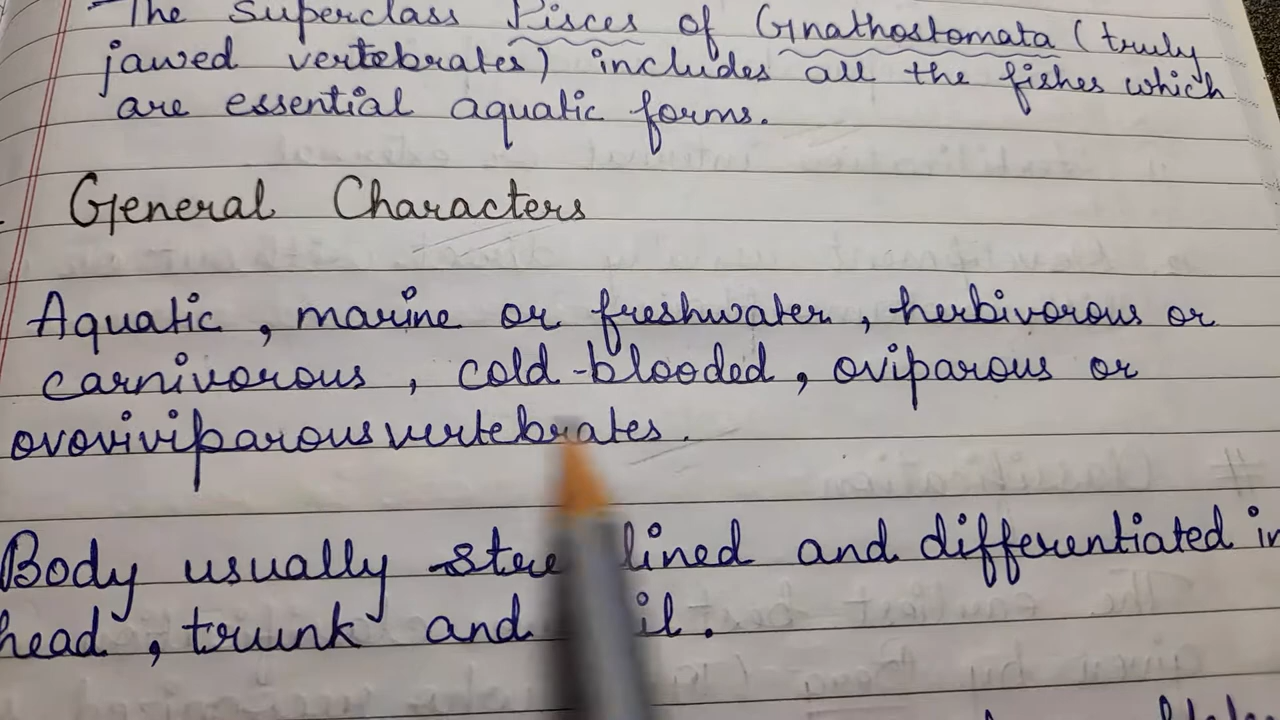 The Superclass Pisces of Gnathostomata (truly
jawed vertebrates) includes all the fishes which
are essential aquatic forms.
General Characters
Aquatic, marine or freshwater, herbivorous or
carnivorous, cold-blooded, oviparous or
ovoviviparous vertebrates.
Body usually lined and differentiated in
head, trunk and